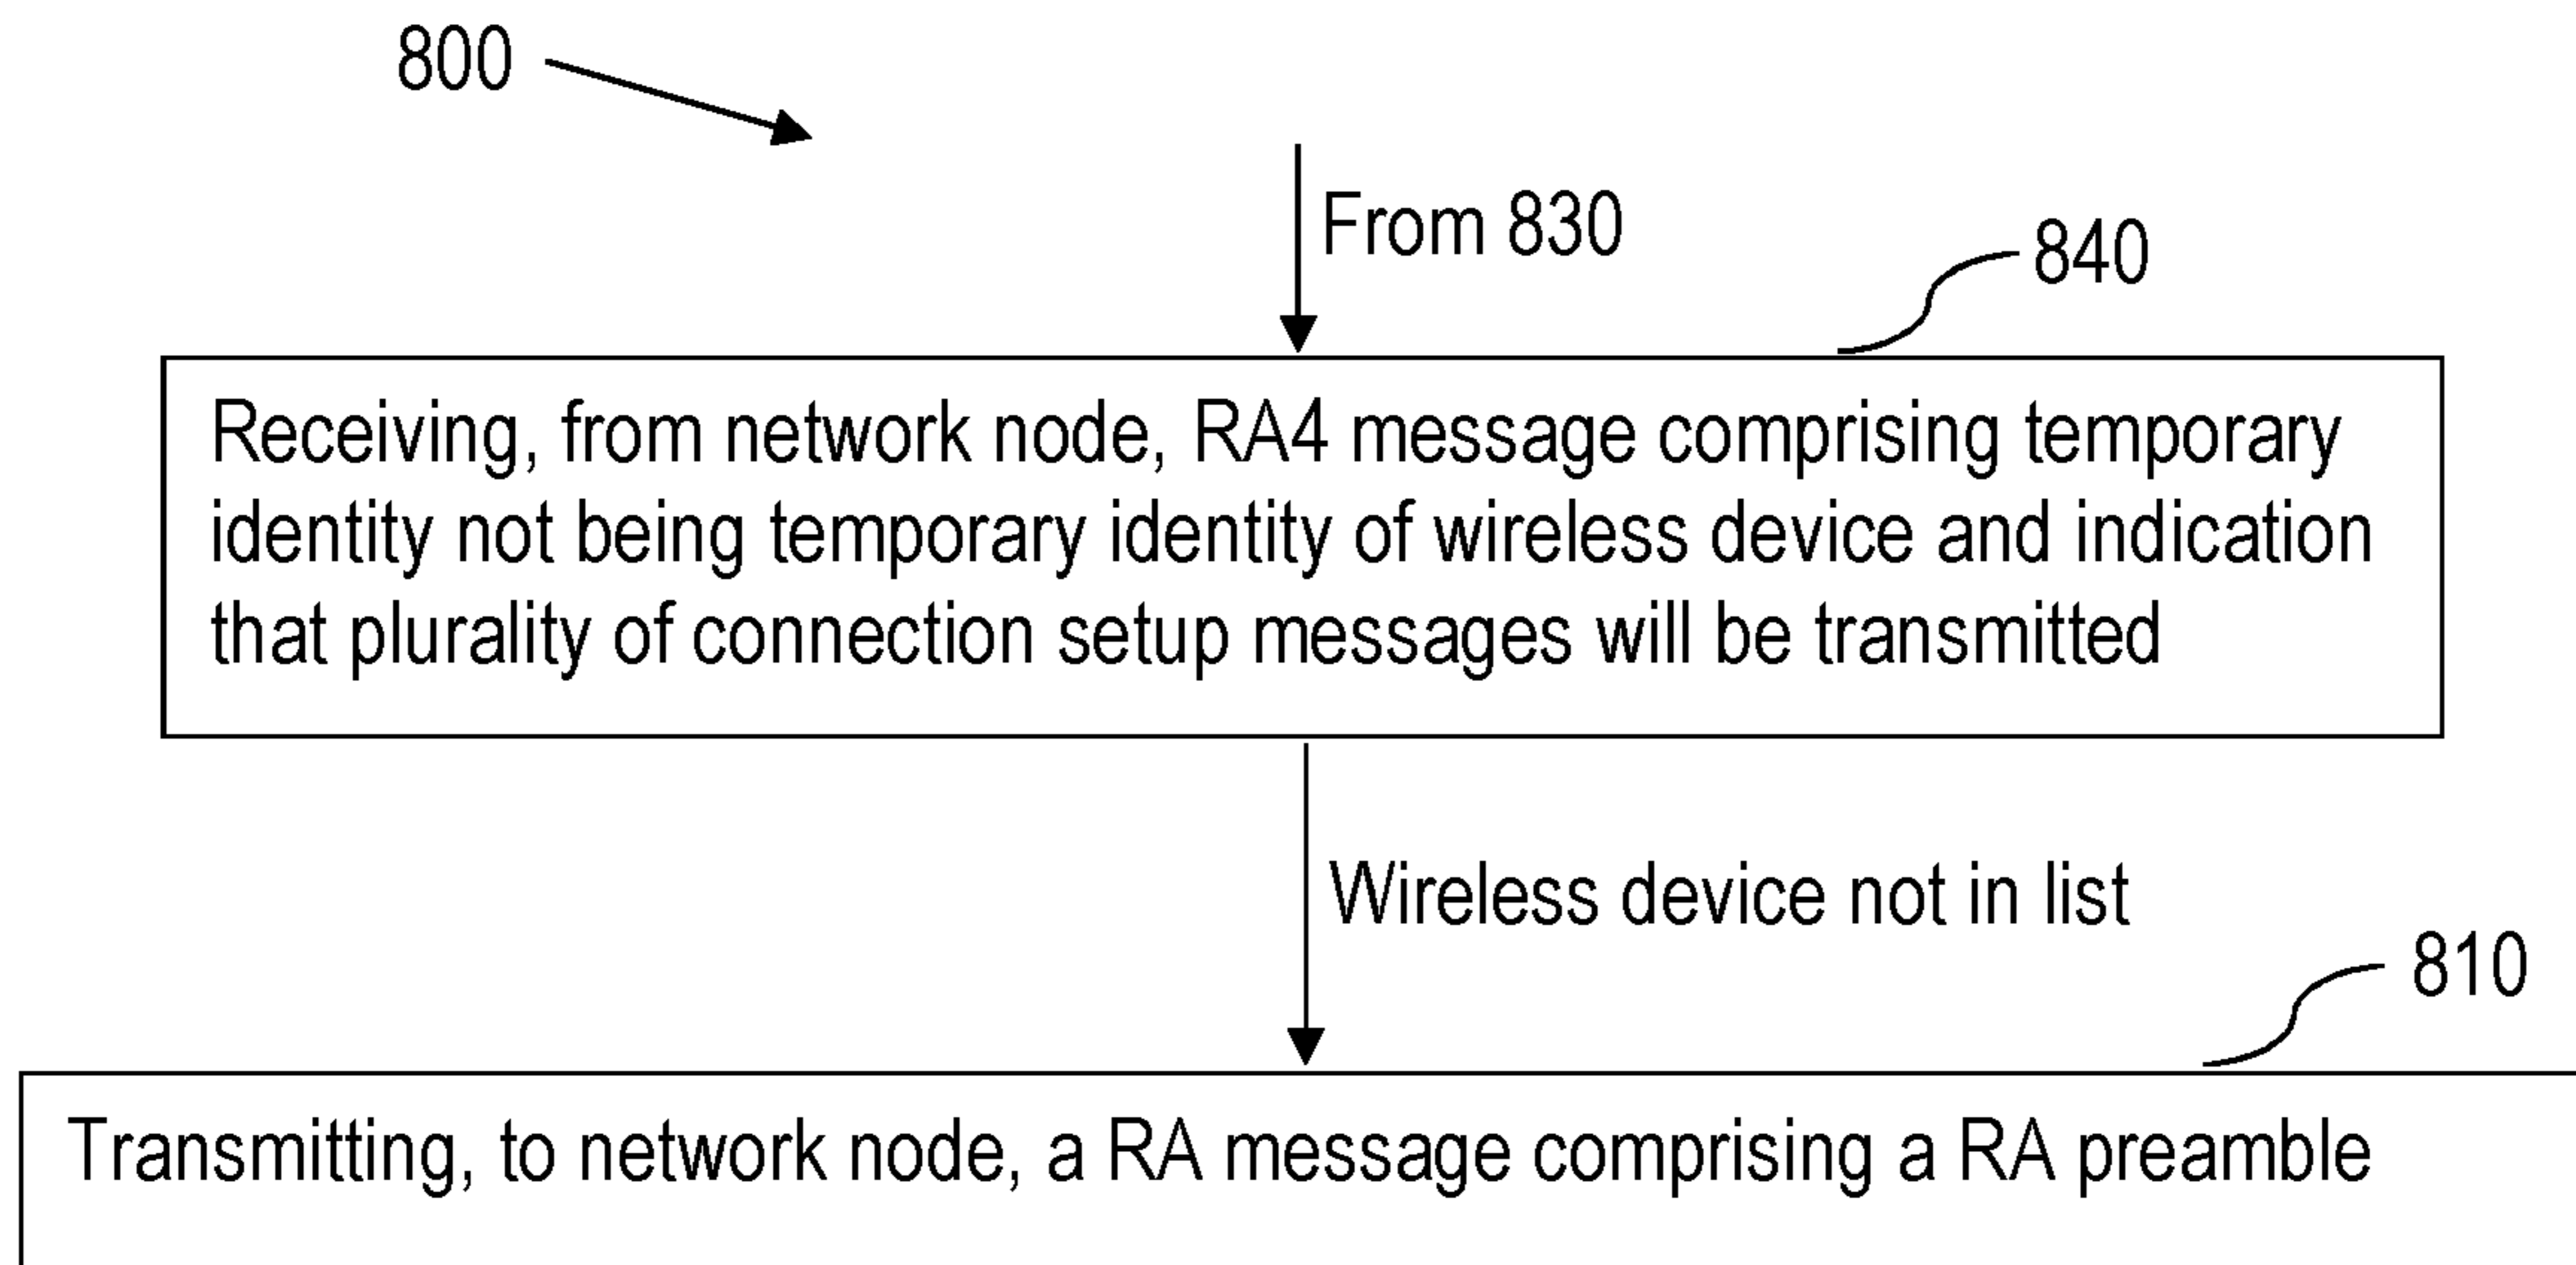 800
From 830
840
Receiving, from network node, RA4 message comprising temporary
identity not being temporary identity of wireless device and indication
that plurality of connection setup messages will be transmitted
Wireless device not in list
810
Transmitting, to network node, a RA message comprising a RA preamble